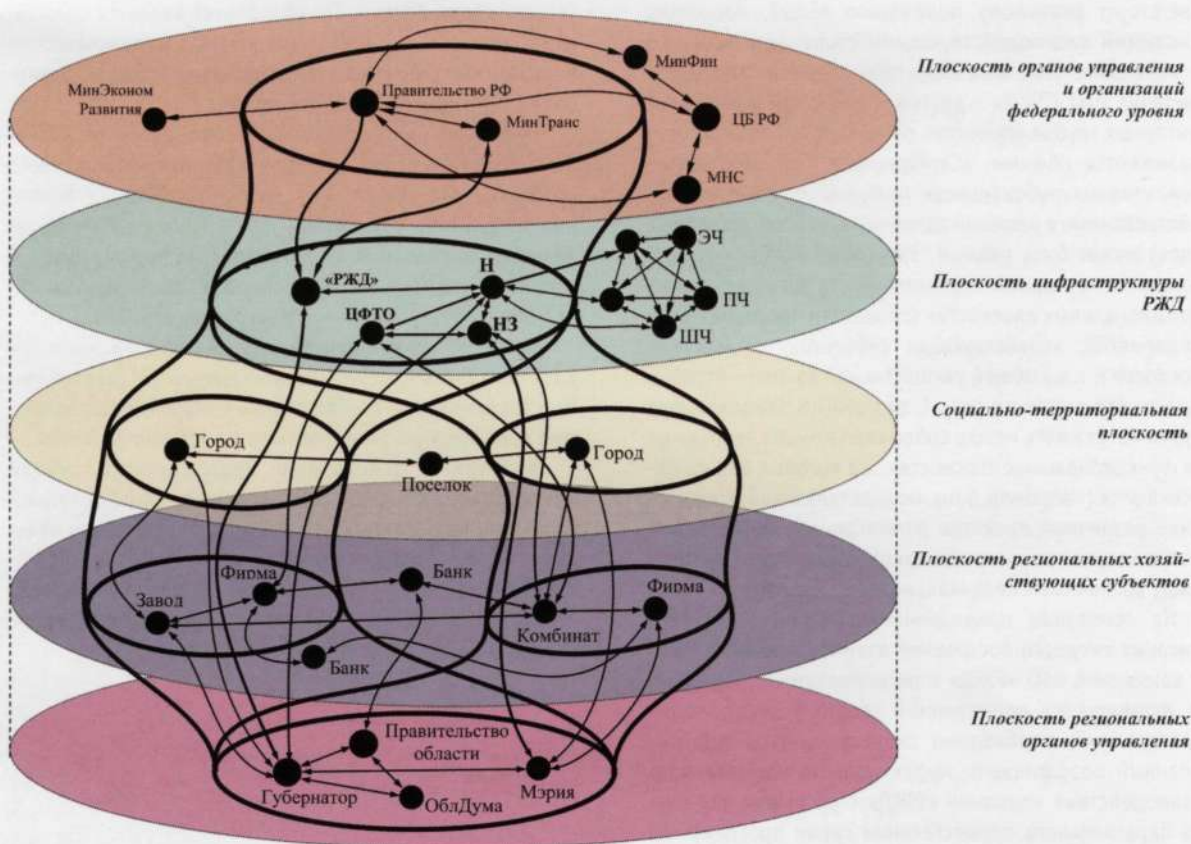 МинФин
Плоскость органов управления
и организаций
федерального уровня
МинЭконом
Развития
Правительство РФ
МинТранс
ЦБ РФ
МНС
ЭЧ
«РЖД»
Н
Плоскость инфраструктуры
РЖД
ПЧ
ЦФТО
НЗ
ШЧ
Социально-территориальная
плоскость
Город
Город
Поселок
Плоскость региональных хозяй-
ствующих субъектов
Фирма
Банк
Фирма
Завод
Комбинат
Банк
Плоскость региональных
органов управления
Правительство
области
Губернатор
ОблДума
Мэрия